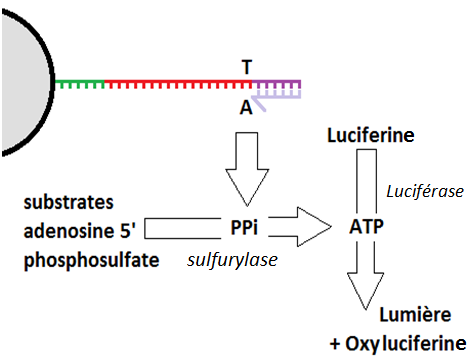 T
A
Luciferine
Luciférase
substrates
adenosine 5'
phosphosulfate
PPi
ATP
sulfurylase
Lumière
+ Oxyluciferine